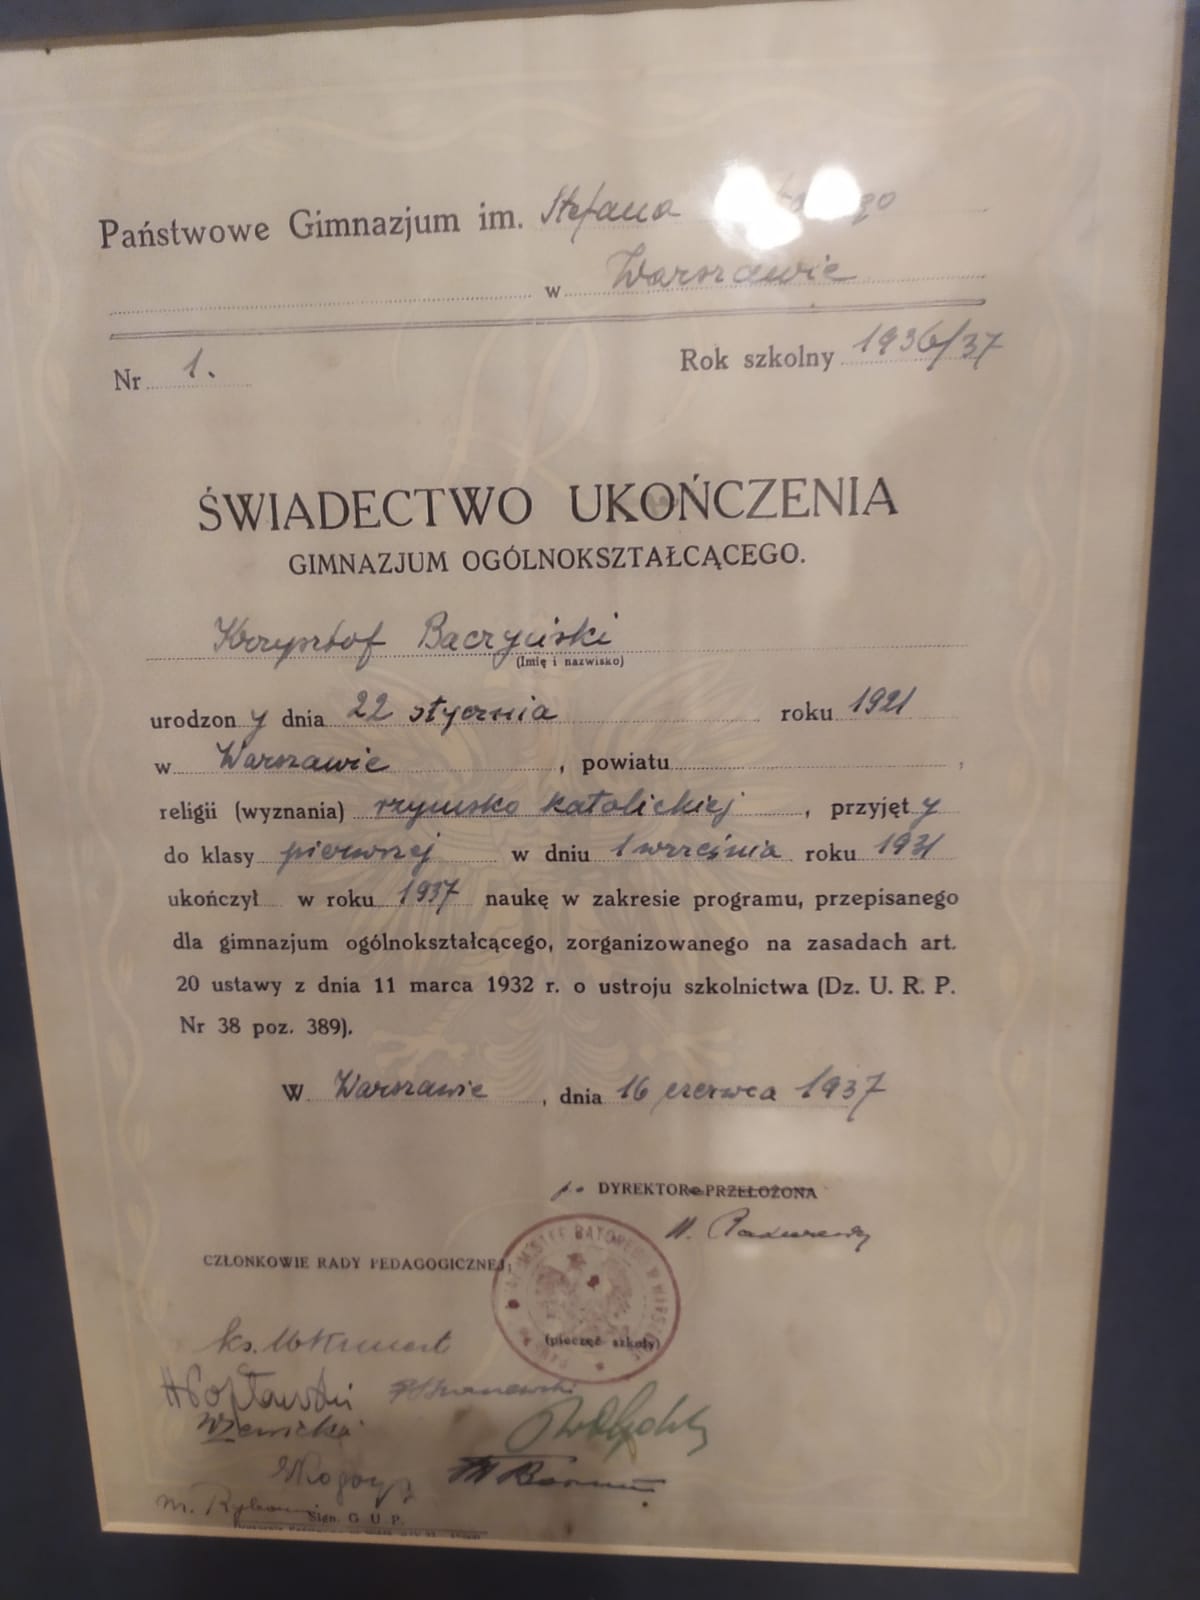 Państwowe Gimnazjum im. Stefana
w Warszawie
Nr 1. Rok szkolny 1936/37
ŚWIADECTWO UKOŃCZENIA
GIMNAZJUM OGÓLNOKSZTAŁCĄCEGO.
Krzysztof Baczyński
(Imię i nazwisko)
urodzony dnia 22 stycznia roku 1921
w Warszawie, powiatu,
religii (wyznania) rzymsko katolickiej, przyjęty
do klasy pierwszej w dniu 1 września roku 1931
ukończył w roku 1937 naukę w zakresie programu, przepisanego
dla gimnazjum ogólnokształcącego, zorganizowanego na zasadach art.
20 ustawy z dnia 11 marca 1932 r. o ustroju szkolnictwa (Dz. U. R. P.
Nr 38 poz. 389).
W Warszawie, dnia 16 czerwca 1937
DYREKTOR PRZEŁOŻONA
CZŁONKOWIE RADY PEDAGOGICZNEJ:
(pieczęć szkoły)
ks.
Sign. G. U. P.